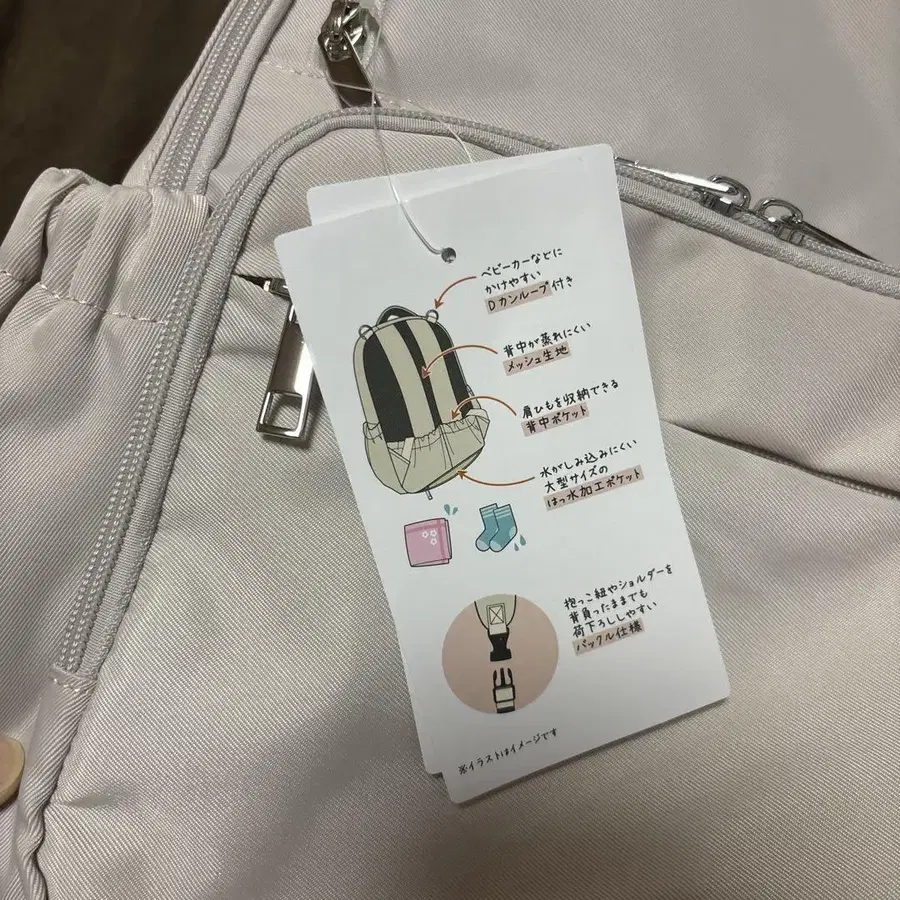 ベビーカーなどに
かけやすい
Dカンループ付き
背中が蒸れにくい
メッシュ生地
肩ひもを収納できる
背中ポケット
水がしみ込みにくい
大型サイズの
はっ水加工ポケット
抱っこ紐やショルダーを
背負ったままでも
荷下ろししやすい
バックル仕様
※イラストはイメージです